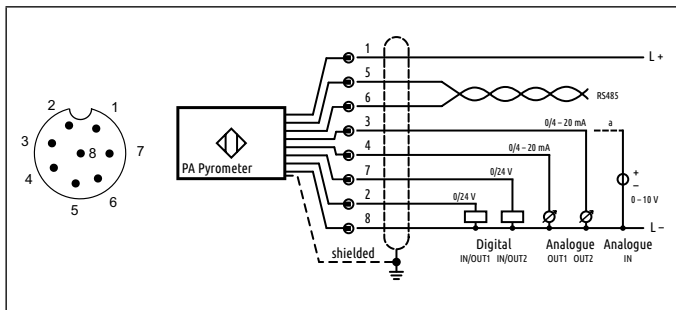 2
1
3
8
7
4
6
5
PA Pyrometer
1
L +
5
RS485
6
3
0/4 – 20 mA
a
4
0/4 – 20 mA
7
0/24 V
+
–
0 – 10 V
2
0/24 V
8
L –
shielded
Digital
IN/OUT1 IN/OUT2
Analogue
OUT1 OUT2
Analogue
IN